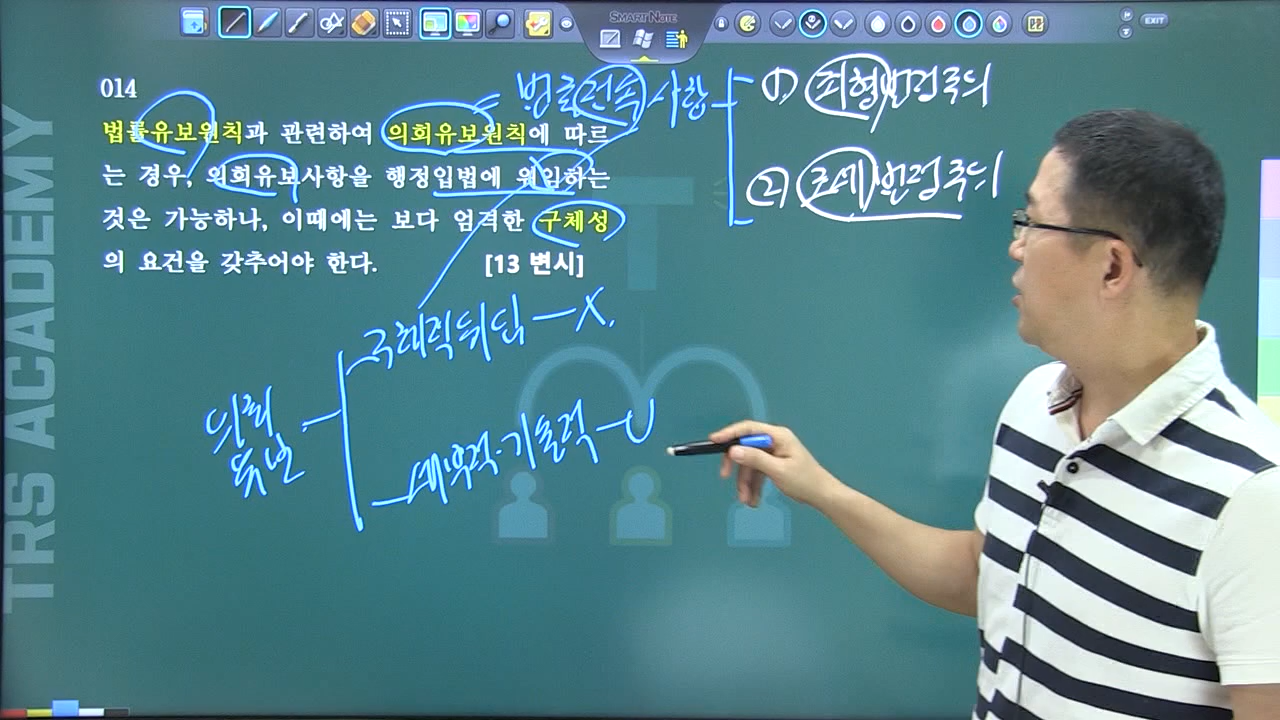 SMART NOTE
EXIT
014
법률유보원칙과 관련하여 의회유보원칙에 따르
는 경우, 의회유보사항을 행정입법에 위임하는
것은 가능하나, 이때에는 보다 엄격한 구체성
의 요건을 갖추어야 한다. [13 변시]
법률전속사항
(1) 죄형법정주의
(2) 조세법률주의
구체적위임 - X.
의회
유보
세부적·기술적 - U
TRS ACADEMY